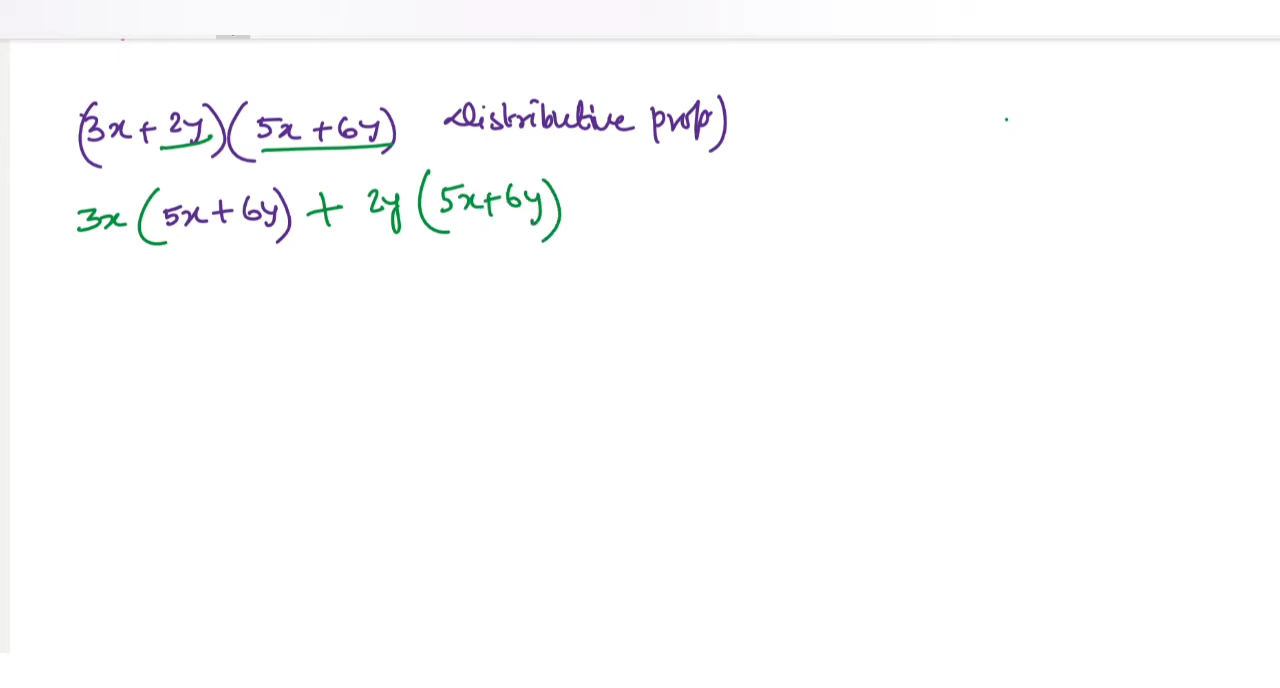 (3x + 2y)(5x + 6y) Distributive prop)
3x (5x + 6y) + 2y (5x + 6y)